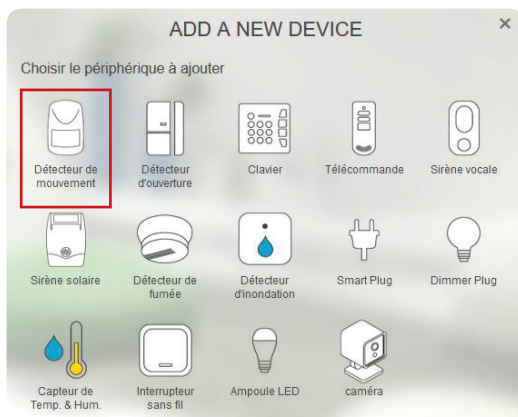 ADD A NEW DEVICE
×
Choisir le périphérique à ajouter
Détecteur de
mouvement
Détecteur
d'ouverture
Clavier
Télécommande
Sirène vocale
Sirène solaire
Détecteur de
fumée
Détecteur
d'inondation
Smart Plug
Dimmer Plug
Capteur de
Temp. & Hum.
Interrupteur
sans fil
Ampoule LED
caméra